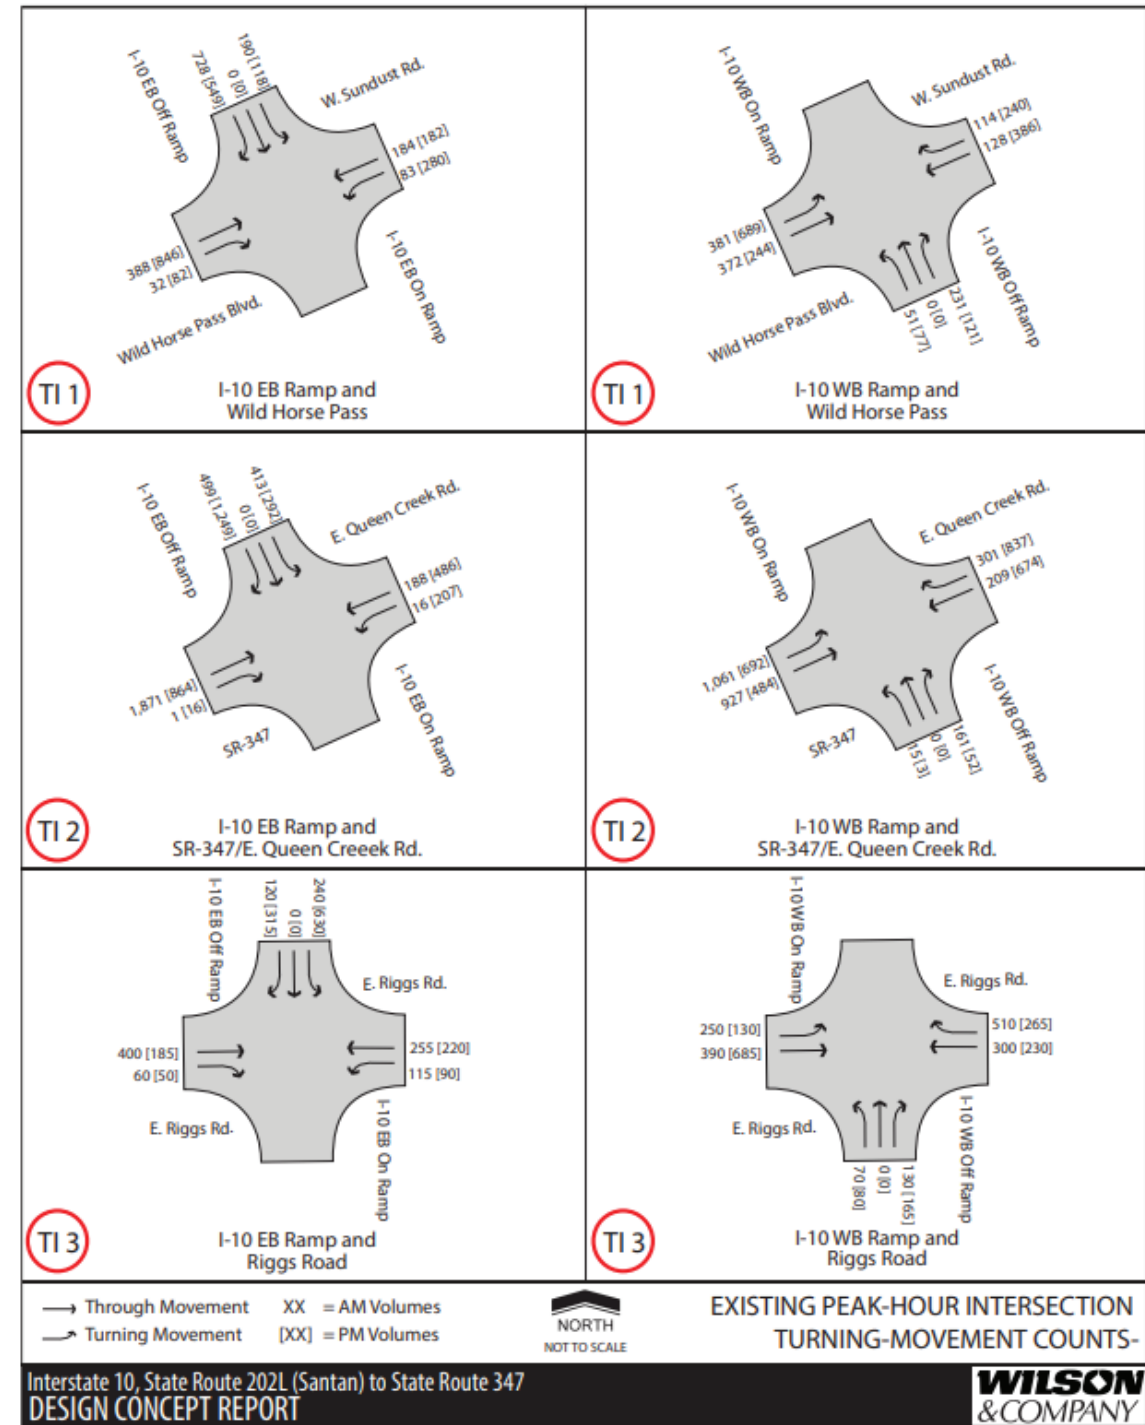 I-10 EB Off Ramp
728 [549]
0 [0]
190 [118]
W. Sundust Rd.
184 [182]
83 [280]
388 [846]
32 [82]
Wild Horse Pass Blvd.
I-10 EB On Ramp
TI 1
I-10 EB Ramp and
Wild Horse Pass
I-10 WB On Ramp
W. Sundust Rd.
114 [240]
128 [386]
381 [689]
372 [244]
Wild Horse Pass Blvd.
51 [77]
0 [0]
231 [121]
I-10 WB Off Ramp
TI 1
I-10 WB Ramp and
Wild Horse Pass
I-10 EB Off Ramp
499 [1,249]
0 [0]
413 [292]
E. Queen Creek Rd.
188 [486]
16 [207]
1,871 [864]
1 [16]
SR-347
I-10 EB On Ramp
TI 2
I-10 EB Ramp and
SR-347/E. Queen Creeek Rd.
I-10 WB On Ramp
E. Queen Creek Rd.
301 [837]
209 [674]
1,061 [692]
927 [484]
SR-347
15 [3]
0 [0]
161 [52]
I-10 WB Off Ramp
TI 2
I-10 WB Ramp and
SR-347/E. Queen Creek Rd.
I-10 EB Off Ramp
120 [315]
0 [0]
240 [630]
E. Riggs Rd.
400 [185]
60 [50]
255 [220]
115 [90]
E. Riggs Rd.
I-10 EB On Ramp
TI 3
I-10 EB Ramp and
Riggs Road
I-10 WB On Ramp
E. Riggs Rd.
250 [130]
390 [685]
510 [265]
300 [230]
E. Riggs Rd.
70 [80]
0 [0]
130 [165]
I-10 WB Off Ramp
TI 3
I-10 WB Ramp and
Riggs Road
Through Movement XX = AM Volumes
Turning Movement [XX] = PM Volumes
NORTH
NOT TO SCALE
EXISTING PEAK-HOUR INTERSECTION
TURNING-MOVEMENT COUNTS-
Interstate 10, State Route 202L (Santan) to State Route 347
DESIGN CONCEPT REPORT
WILSON
&COMPANY